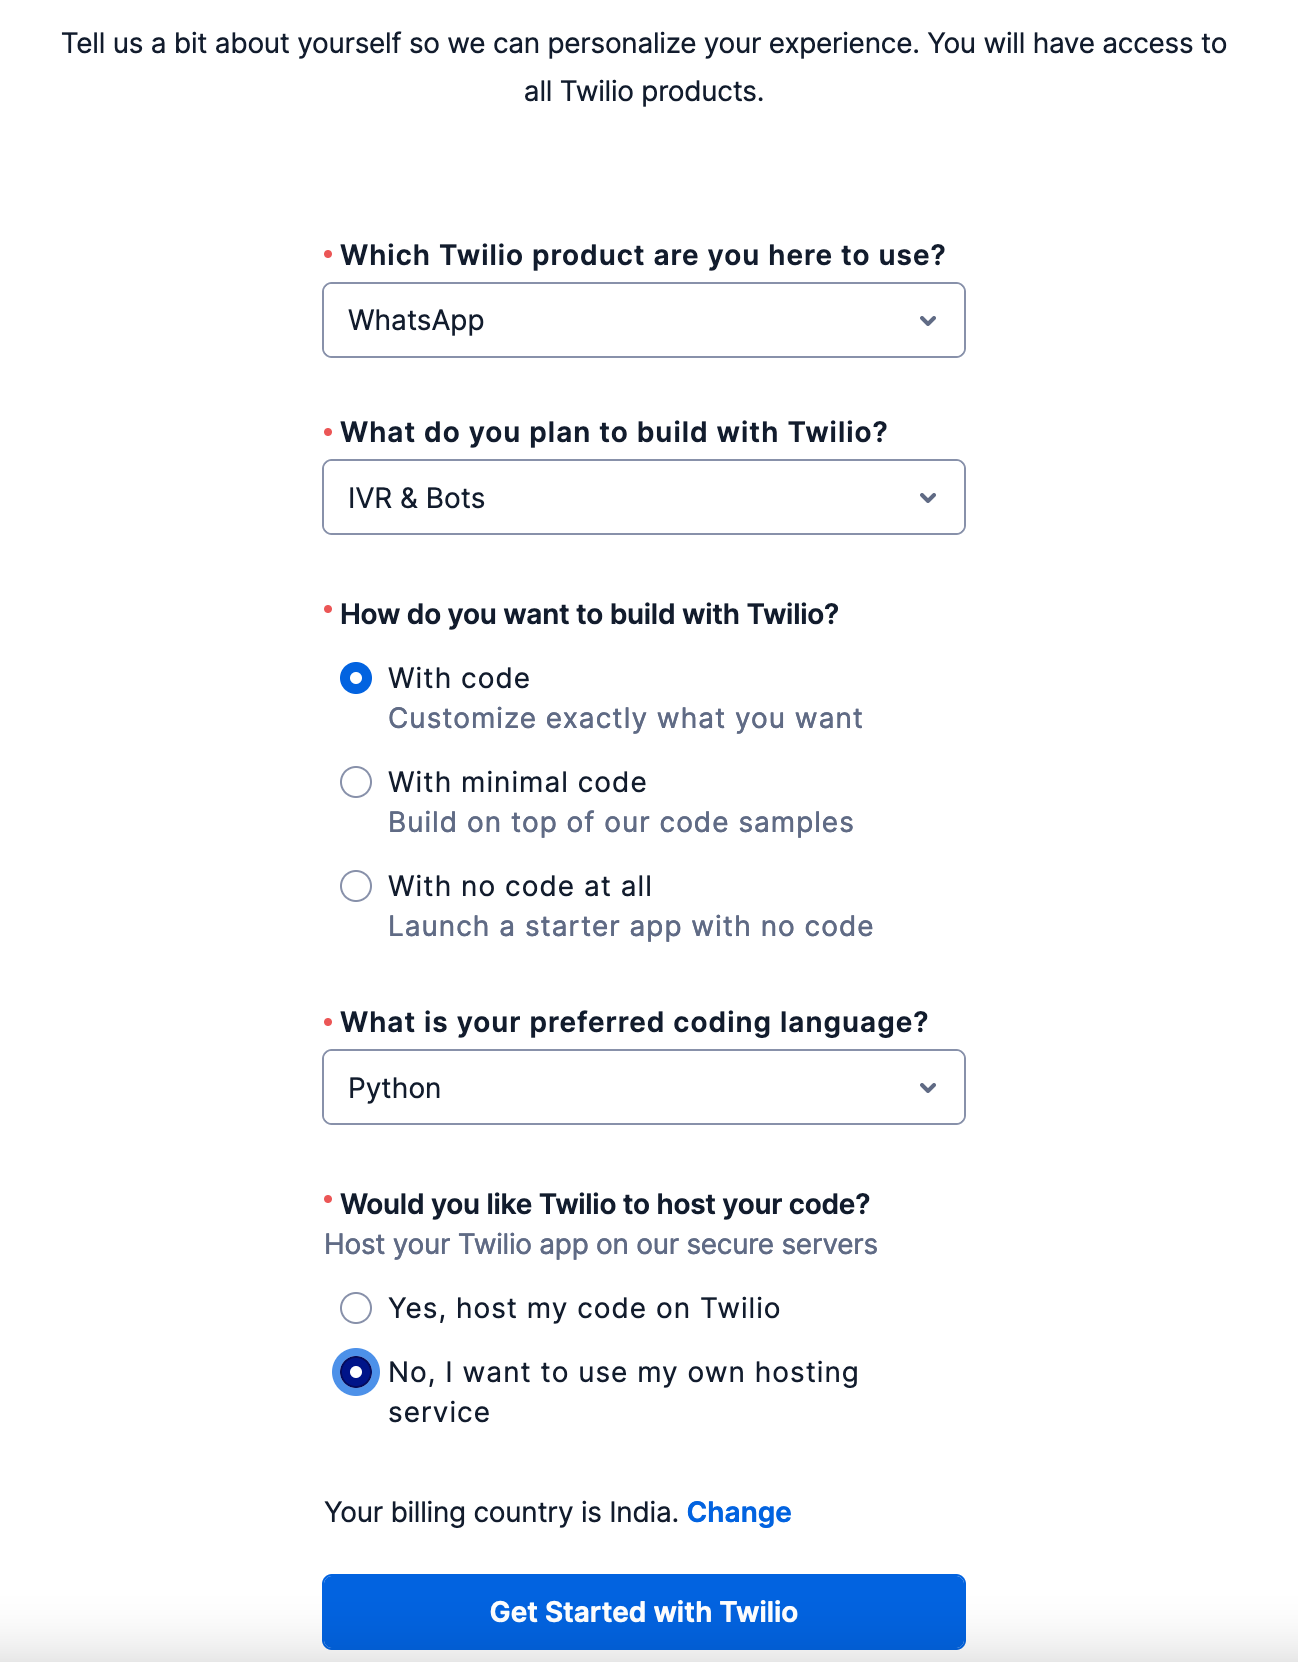 Tell us a bit about yourself so we can personalize your experience. You will have access to
all Twilio products.
Which Twilio product are you here to use?
WhatsApp
What do you plan to build with Twilio?
IVR & Bots
How do you want to build with Twilio?
With code
Customize exactly what you want
With minimal code
Build on top of our code samples
With no code at all
Launch a starter app with no code
What is your preferred coding language?
Python
Would you like Twilio to host your code?
Host your Twilio app on our secure servers
Yes, host my code on Twilio
No, I want to use my own hosting
service
Your billing country is India. Change
Get Started with Twilio